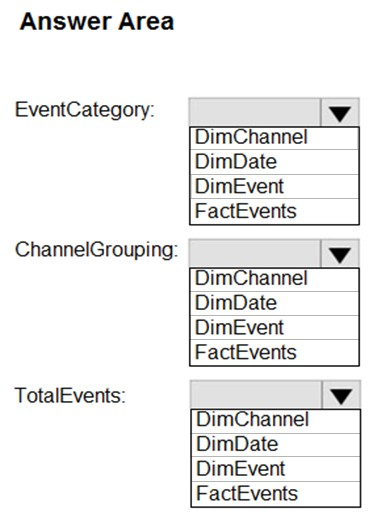 Answer Area
EventCategory:
DimChannel
DimDate
DimEvent
FactEvents
ChannelGrouping:
DimChannel
DimDate
DimEvent
FactEvents
TotalEvents:
DimChannel
DimDate
DimEvent
FactEvents